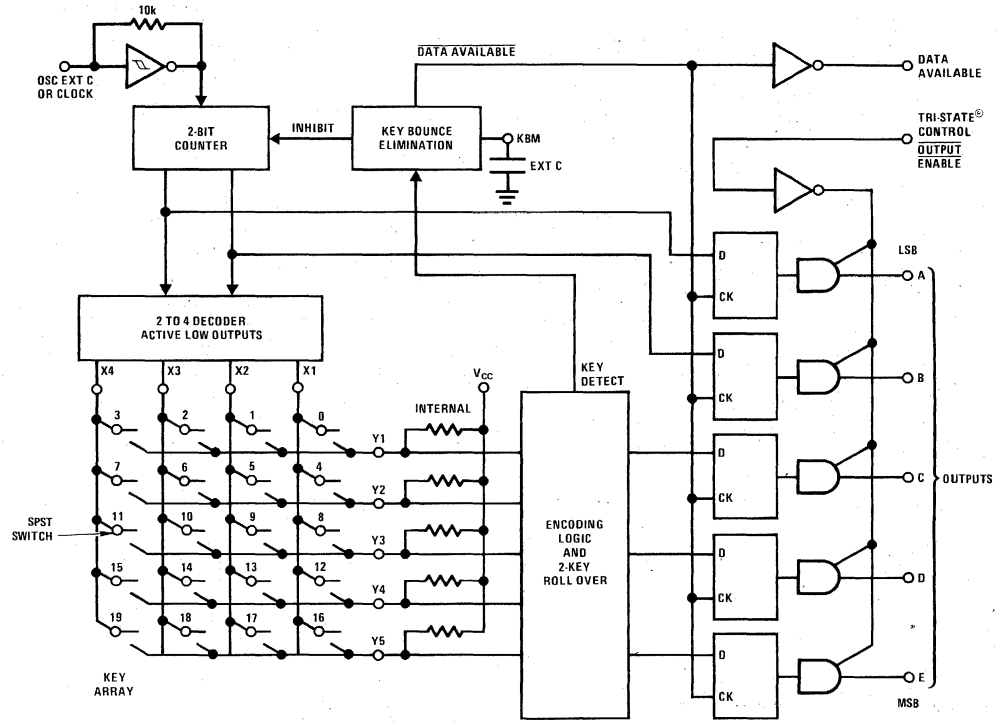 10k
OSC EXT C
OR CLOCK
DATA AVAILABLE
DATA
AVAILABLE
2-BIT
COUNTER
INHIBIT
KEY BOUNCE
ELIMINATION
KBM
EXT C
TRI-STATE©
CONTROL
OUTPUT
ENABLE
2 TO 4 DECODER
ACTIVE LOW OUTPUTS
X4
X3
X2
X1
VCC
INTERNAL
KEY
DETECT
3
2
1
0
Y1
7
6
5
4
Y2
SPST
SWITCH
11
10
9
8
Y3
15
14
13
12
Y4
19
18
17
16
Y5
KEY
ARRAY
ENCODING
LOGIC
AND
2-KEY
ROLL OVER
D
CK
LSB
A
D
CK
B
D
CK
C
OUTPUTS
D
CK
D
D
CK
E
MSB